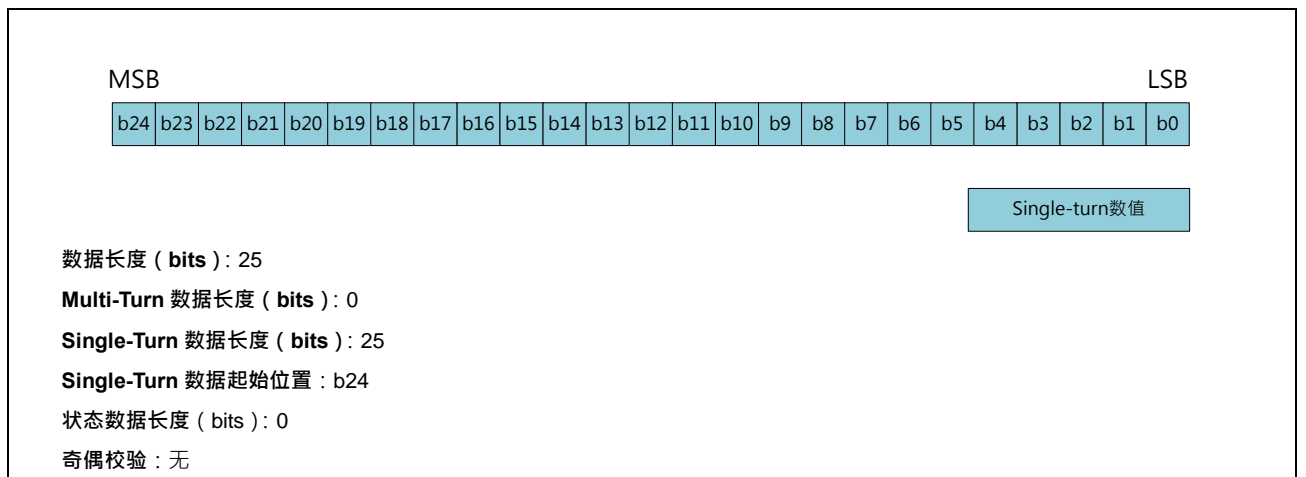 MSB LSB
b24 b23 b22 b21 b20 b19 b18 b17 b16 b15 b14 b13 b12 b11 b10 b9 b8 b7 b6 b5 b4 b3 b2 b1 b0
Single-turn数值
数据长度（bits）：25
Multi-Turn 数据长度（bits）：0
Single-Turn 数据长度（bits）：25
Single-Turn 数据起始位置：b24
状态数据长度（bits）：0
奇偶校验：无